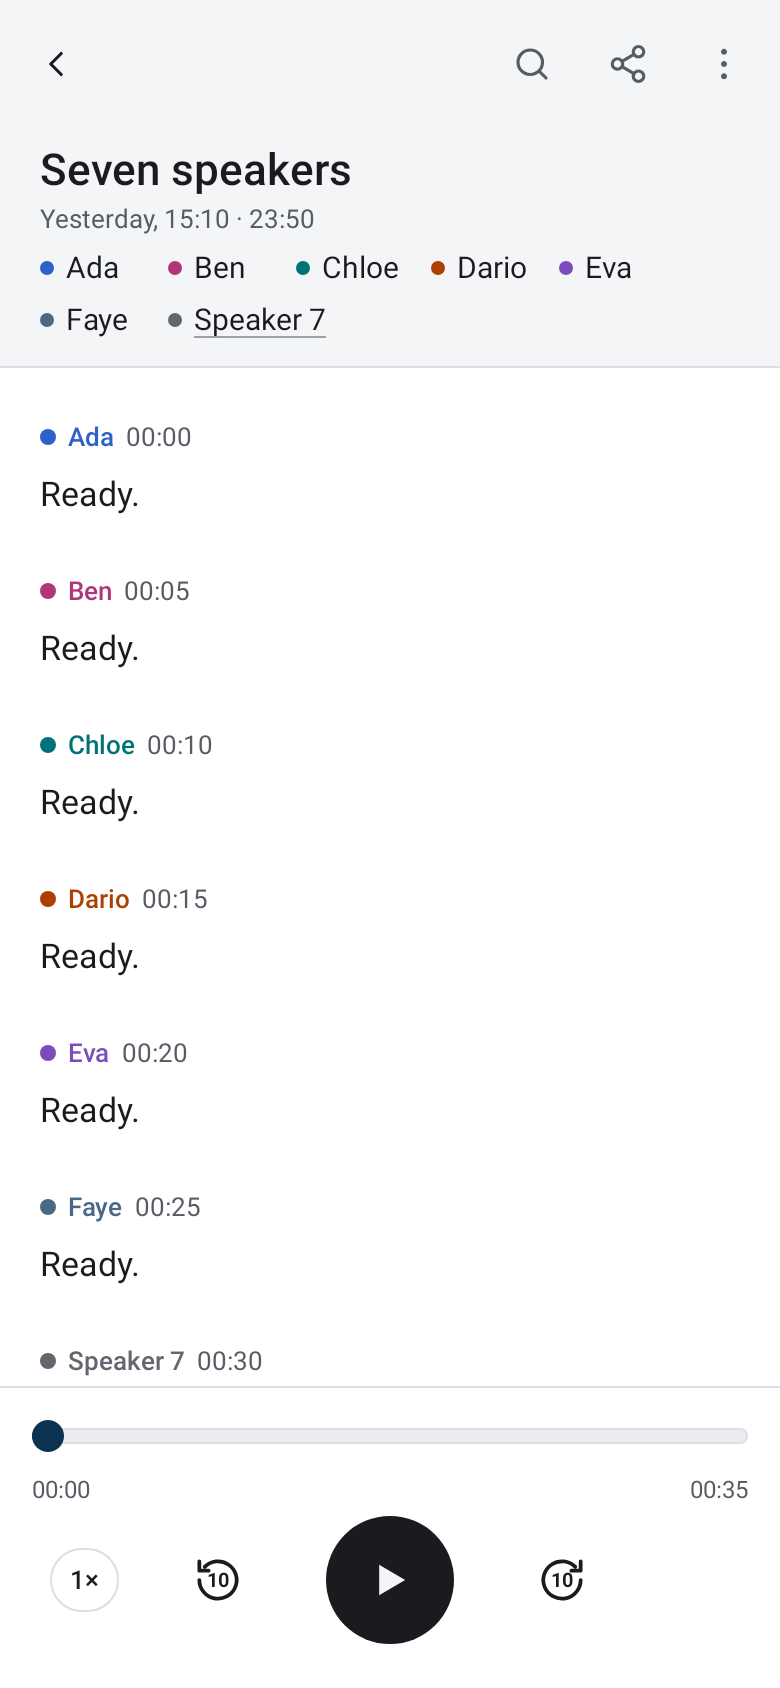 Seven speakers
Yesterday, 15:10 · 23:50
Ada Ben Chloe Dario Eva
Faye Speaker 7
Ada 00:00
Ready.
Ben 00:05
Ready.
Chloe 00:10
Ready.
Dario 00:15
Ready.
Eva 00:20
Ready.
Faye 00:25
Ready.
Speaker 7 00:30
00:00 00:35
1× 10 10